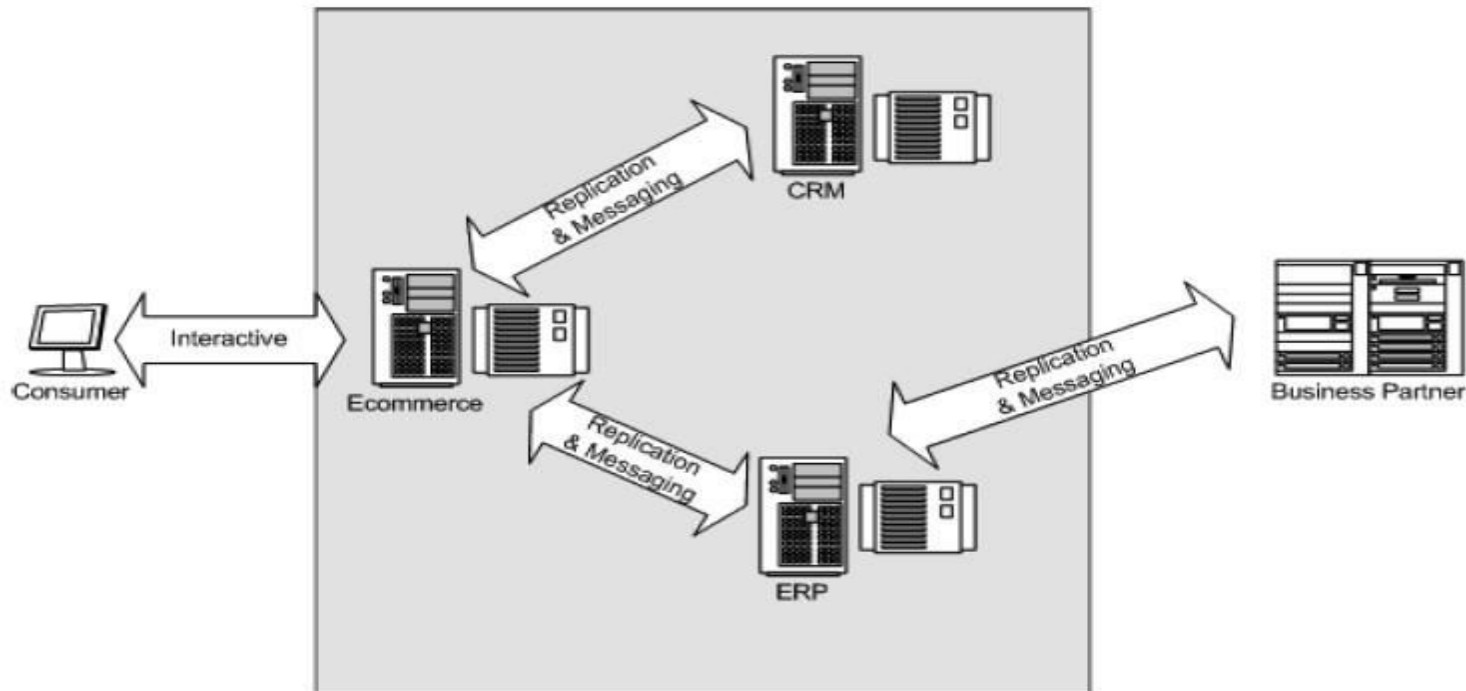 CRM
Replication
& Messaging
Interactive
Consumer
Ecommerce
Replication
& Messaging
Replication
& Messaging
Business Partner
ERP